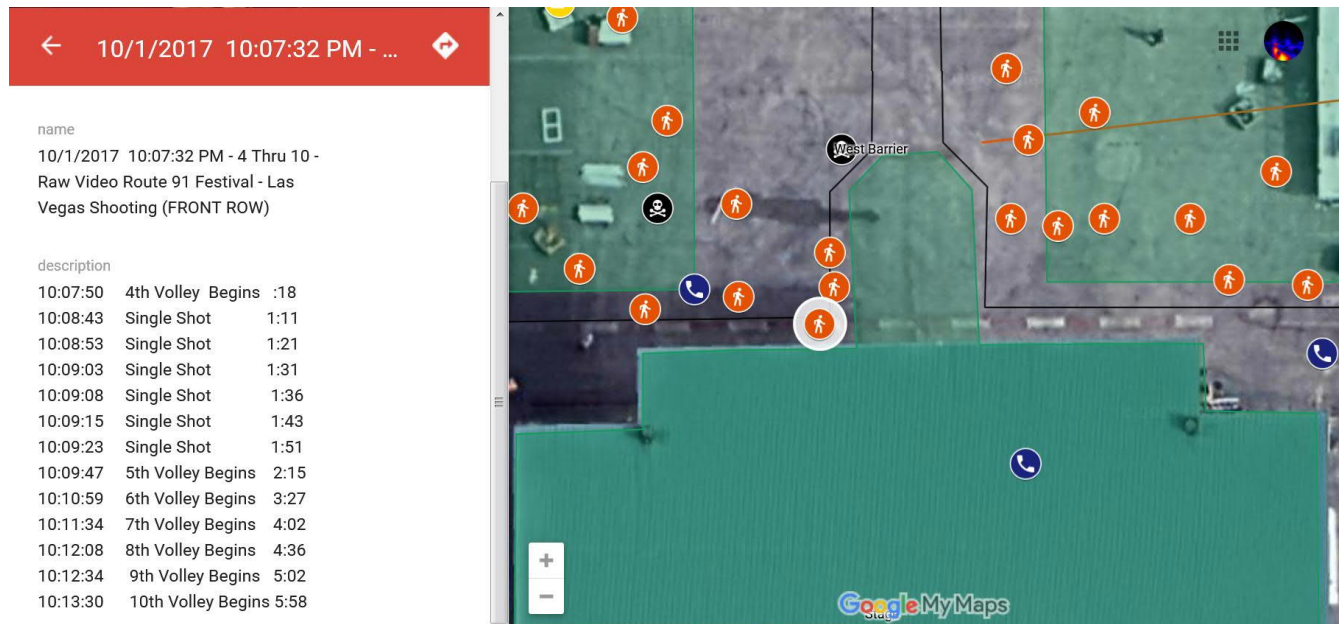 10/1/2017 10:07:32 PM - ...
name
10/1/2017 10:07:32 PM - 4 Thru 10 -
Raw Video Route 91 Festival - Las
Vegas Shooting (FRONT ROW)
description
10:07:50 4th Volley Begins :18
10:08:43 Single Shot 1:11
10:08:53 Single Shot 1:21
10:09:03 Single Shot 1:31
10:09:08 Single Shot 1:36
10:09:15 Single Shot 1:43
10:09:23 Single Shot 1:51
10:09:47 5th Volley Begins 2:15
10:10:59 6th Volley Begins 3:27
10:11:34 7th Volley Begins 4:02
10:12:08 8th Volley Begins 4:36
10:12:34 9th Volley Begins 5:02
10:13:30 10th Volley Begins 5:58
West Barrier
Google My Maps
Stage